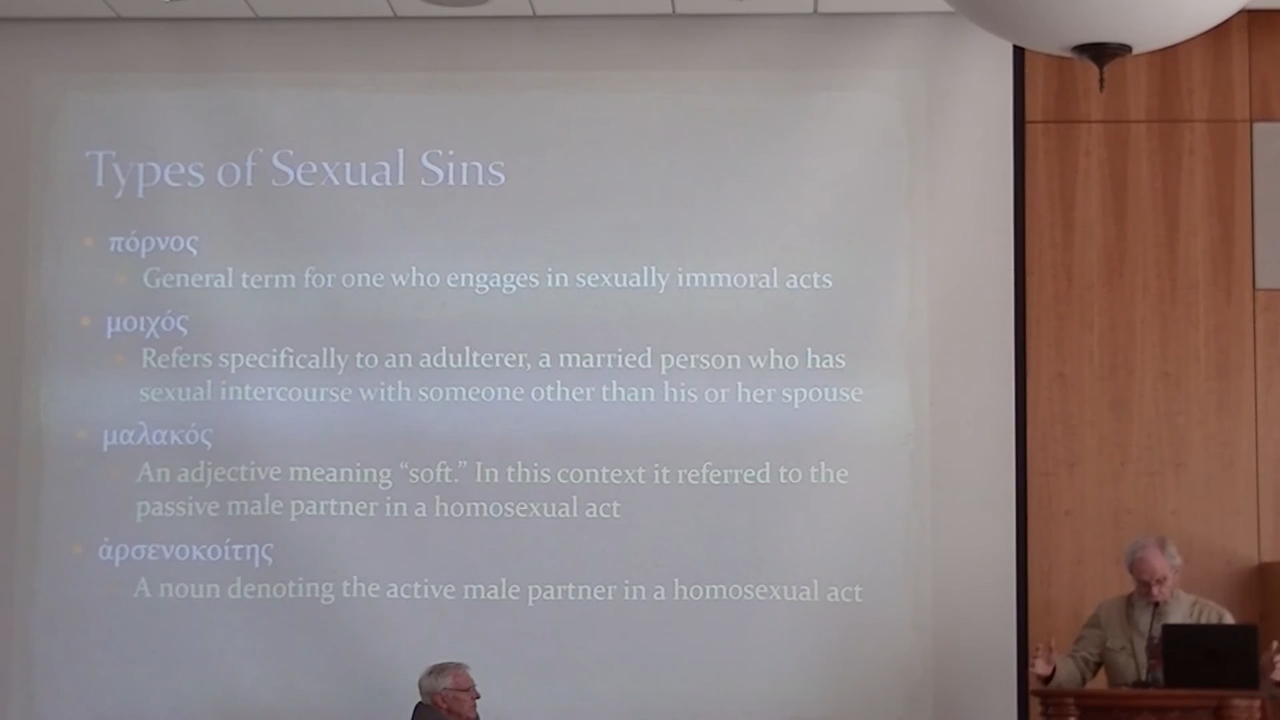 Types of Sexual Sins
πόρνος
General term for one who engages in sexually immoral acts
μοιχός
Refers specifically to an adulterer, a married person who has
sexual intercourse with someone other than his or her spouse
μαλακός
An adjective meaning “soft.” In this context it referred to the
passive male partner in a homosexual act
ἀρσενοκοίτης
A noun denoting the active male partner in a homosexual act